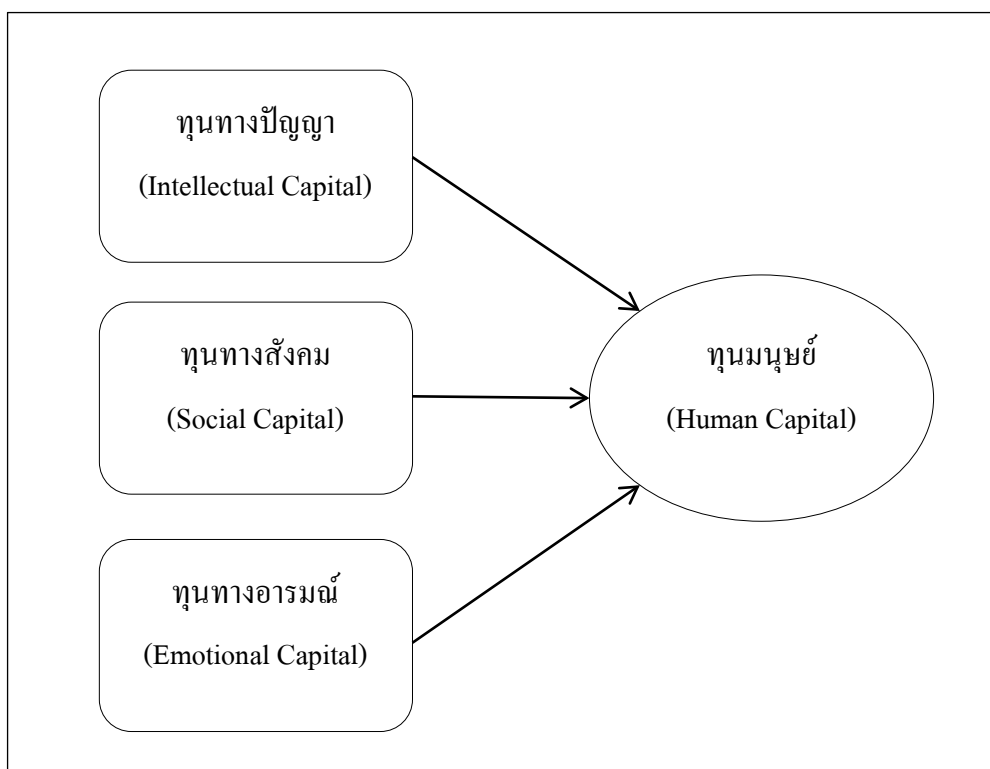 ทุนทางปัญญา
(Intellectual Capital)
ทุนทางสังคม
(Social Capital)
ทุนทางอารมณ์
(Emotional Capital)
ทุนมนุษย์
(Human Capital)